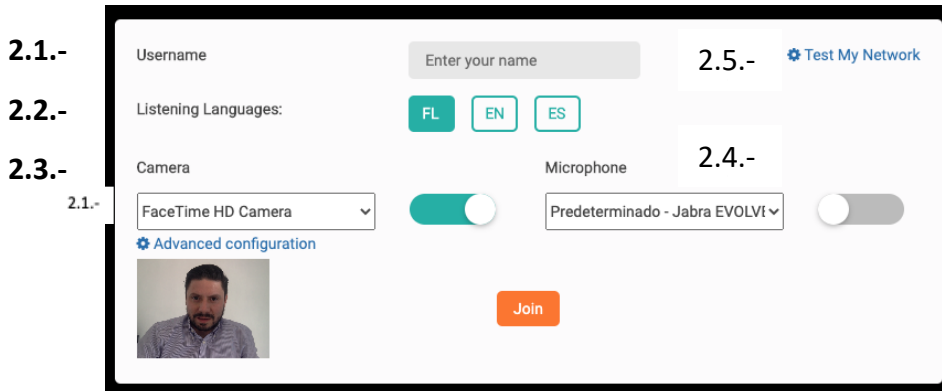 2.1.- Username Enter your name 2.5.- Test My Network
2.2.- Listening Languages: FL EN ES
2.3.- Camera Microphone 2.4.-
2.1.- FaceTime HD Camera Predeterminado - Jabra EVOLVE
Advanced configuration
Join